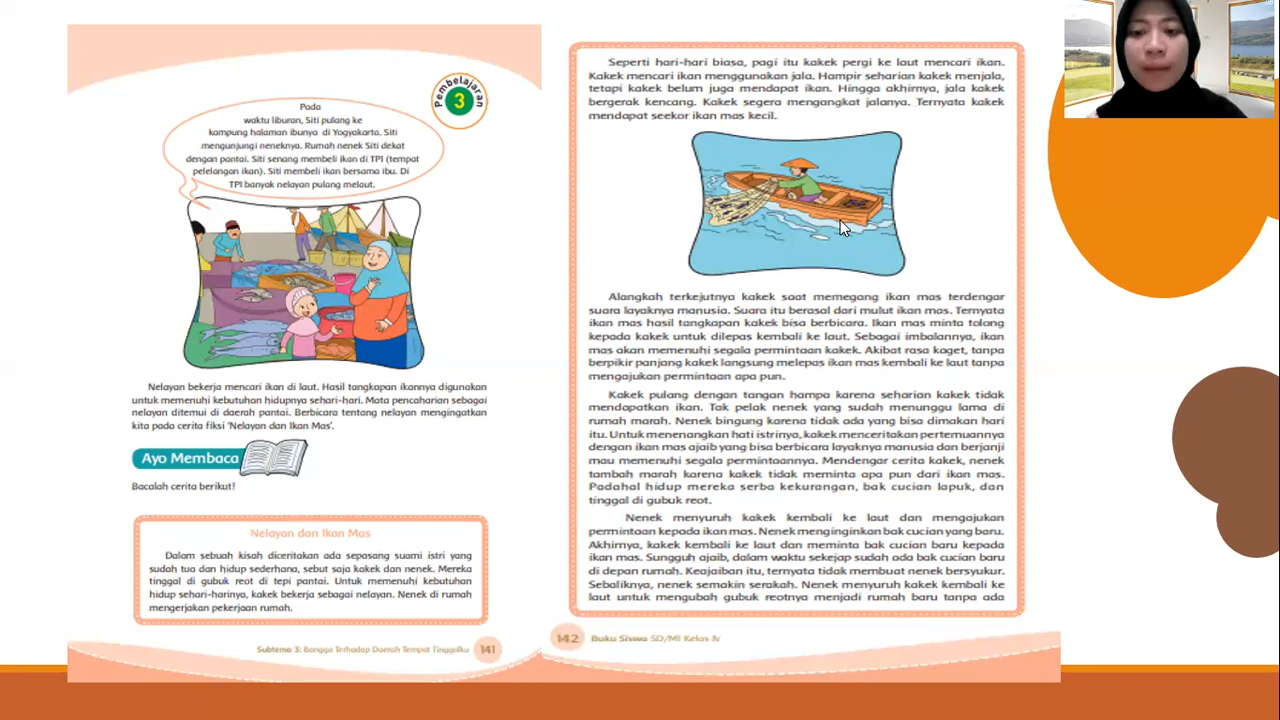 Pembelajaran
3
Pada
waktu liburan, Siti pulang ke
kampung halaman ibunya di Yogyakarta. Siti
mengunjungi neneknya. Rumah nenek Siti dekat
dengan pantai. Siti senang membeli ikan di TPI (tempat
pelelangan ikan). Siti membeli ikan bersama ibu. Di
TPI banyak nelayan pulang melaut.
Nelayan bekerja mencari ikan di laut. Hasil tangkapan ikannya digunakan
untuk memenuhi kebutuhan hidupnya sehari-hari. Mata pencaharian sebagai
nelayan ditemui di daerah pantai. Berbicara tentang nelayan mengingatkan
kita pada cerita fiksi 'Nelayan dan Ikan Mas'.
Ayo Membaca
Bacalah cerita berikut!
Nelayan dan Ikan Mas
Dalam sebuah kisah diceritakan ada sepasang suami istri yang
sudah tua dan hidup sederhana, sebut saja kakek dan nenek. Mereka
tinggal di gubuk reot di tepi pantai. Untuk memenuhi kebutuhan
hidup sehari-harinya, kakek bekerja sebagai nelayan. Nenek di rumah
mengerjakan pekerjaan rumah.
Subtema 3: Bangga Terhadap Daerah Tempat Tinggalku
141
Seperti hari-hari biasa, pagi itu kakek pergi ke laut mencari ikan.
Kakek mencari ikan menggunakan jala. Hampir seharian kakek menjala,
tetapi kakek belum juga mendapat ikan. Hingga akhirnya, jala kakek
bergerak kencang. Kakek segera mengangkat jalanya. Ternyata kakek
mendapat seekor ikan mas kecil.
Alangkah terkejutnya kakek saat memegang ikan mas terdengar
suara layaknya manusia. Suara itu berasal dari mulut ikan mas. Ternyata
ikan mas hasil tangkapan kakek bisa berbicara. Ikan mas minta tolong
kepada kakek untuk dilepas kembali ke laut. Sebagai imbalannya, ikan
mas akan memenuhi segala permintaan kakek. Akibat rasa kaget, tanpa
berpikir panjang kakek langsung melepas ikan mas kembali ke laut tanpa
mengajukan permintaan apa pun.
Kakek pulang dengan tangan hampa karena seharian kakek tidak
mendapatkan ikan. Tak pelak nenek yang sudah menunggu lama di
rumah marah. Nenek bingung karena tidak ada yang bisa dimakan hari
itu. Untuk menenangkan hati istrinya, kakek menceritakan pertemuannya
dengan ikan mas ajaib yang bisa berbicara layaknya manusia dan berjanji
mau memenuhi segala permintaannya. Mendengar cerita kakek, nenek
tambah marah karena kakek tidak meminta apa pun dari ikan mas.
Padahal hidup mereka serba kekurangan, bak cucian lapuk, dan
tinggal di gubuk reot.
Nenek menyuruh kakek kembali ke laut dan mengajukan
permintaan kepada ikan mas. Nenek menginginkan bak cucian yang baru.
Akhirnya, kakek kembali ke laut dan meminta bak cucian baru kepada
ikan mas. Sungguh ajaib, dalam waktu sekejap sudah ada bak cucian baru
di depan rumah. Keajaiban itu, ternyata tidak membuat nenek bersyukur.
Sebaliknya, nenek semakin serakah. Nenek menyuruh kakek kembali ke
laut untuk mengubah gubuk reotnya menjadi rumah baru tanpa ada
142
Buku Siswa SD/MI Kelas IV